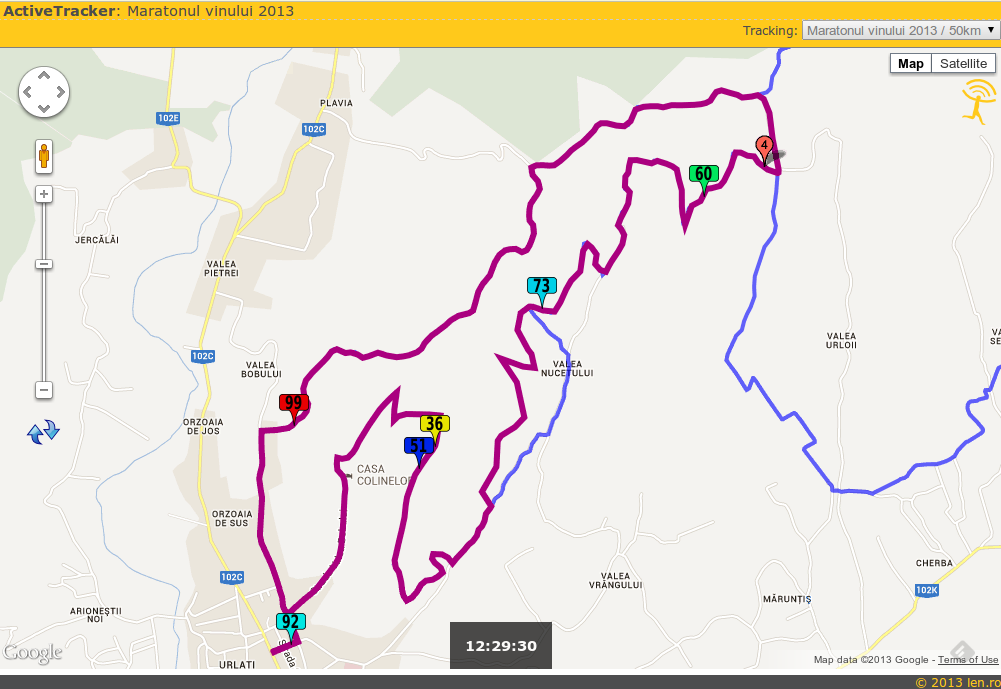 ActiveTracker: Maratonul vinului 2013
Tracking: Maratonul vinului 2013 / 50km
Map Satellite
PLAVIA
102E
102C
4
60
JERCĂLĂI
VALEA
PIETREI
73
VALEA
URLOII
102C
VALEA
BOBULUI
VALEA
NUCETULUI
99
36
ORZOAIA
DE JOS
51
CASA
COLINELO
ORZOAIA
DE SUS
102C
VALEA
VRÂNGULUI
CHERBA
102K
MĂRUNȚIȘ
ARIONEȘTII
NOI
92
12:29:30
Google
URLATI
Map data ©2013 Google - Terms of Use
© 2013 len.ro